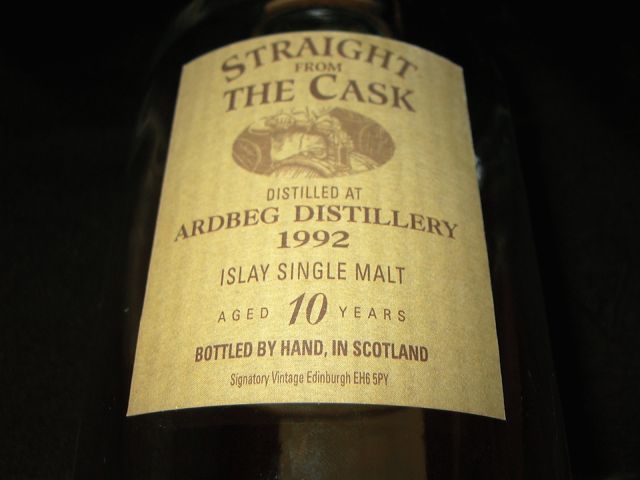 STRAIGHT
FROM
THE CASK
DISTILLED AT
ARDBEG DISTILLERY
1992
ISLAY SINGLE MALT
AGED 10 YEARS
BOTTLED BY HAND, IN SCOTLAND
Signatory Vintage Edinburgh EH6 5PY